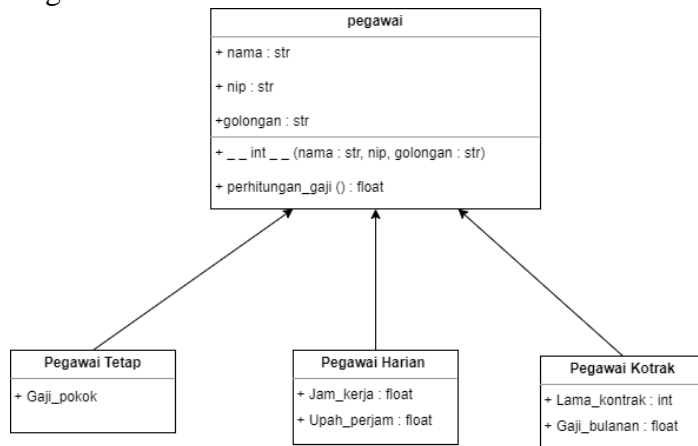 pegawai
+ nama : str
+ nip : str
+golongan : str
+ _ _ int _ _ (nama : str, nip, golongan : str)
+ perhitungan_gaji () : float
Pegawai Tetap
+ Gaji_pokok
Pegawai Harian
+ Jam_kerja : float
+ Upah_perjam : float
Pegawai Kotrak
+ Lama_kontrak : int
+ Gaji_bulanan : float